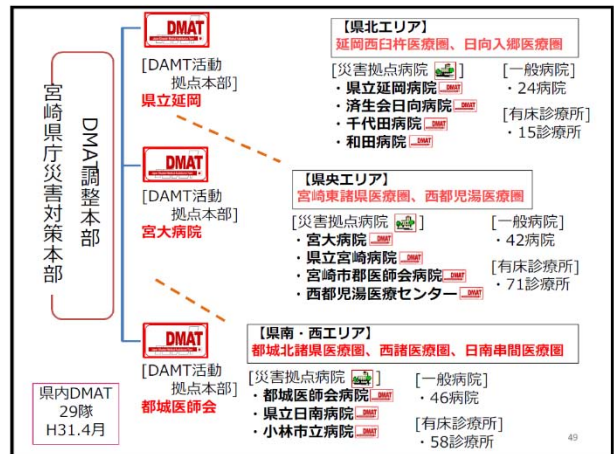 宮崎県庁災害対策本部
DMAT調整本部
県内DMAT
29隊
H31.4月
DMAT
[DAMT活動
拠点本部]
県立延岡
【県北エリア】
延岡西臼杵医療圏、日向入郷医療圏
[災害拠点病院]
・県立延岡病院 DMAT
・済生会日向病院 DMAT
・千代田病院 DMAT
・和田病院 DMAT
[一般病院]
・24病院
[有床診療所]
・15診療所
DMAT
[DAMT活動
拠点本部]
宮大病院
【県央エリア】
宮崎東諸県医療圏、西都児湯医療圏
[災害拠点病院]
・宮大病院 DMAT
・県立宮崎病院 DMAT
・宮崎市郡医師会病院 DMAT
・西都児湯医療センター DMAT
[一般病院]
・42病院
[有床診療所]
・71診療所
DMAT
[DAMT活動
拠点本部]
都城医師会
【県南・西エリア】
都城北諸県医療圏、西諸医療圏、日南串間医療圏
[災害拠点病院]
・都城医師会病院 DMAT
・県立日南病院 DMAT
・小林市立病院 DMAT
[一般病院]
・46病院
[有床診療所]
・58診療所
49